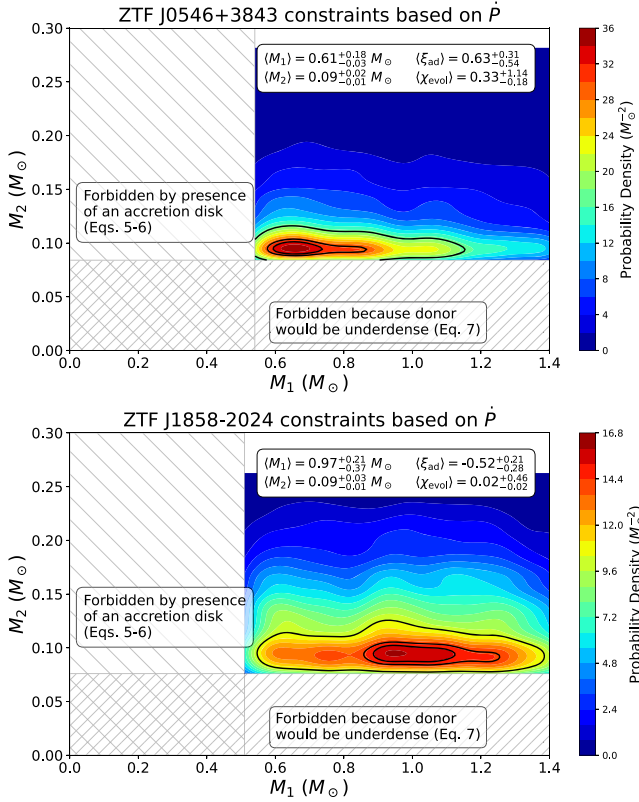 ZTF J0546+3843 constraints based on Ṗ
⟨M₁⟩ = 0.61⁺⁰·¹⁸₋₀.₀₃ M⊙ ⟨ξ_ad⟩ = 0.63⁺⁰·³¹₋₀.₅₄
⟨M₂⟩ = 0.09⁺⁰·⁰²₋₀.₀₁ M⊙ ⟨χ_evol⟩ = 0.33⁺¹·¹⁴₋₀.₁₈
Forbidden by presence
of an accretion disk
(Eqs. 5-6)
Forbidden because donor
would be underdense (Eq. 7)
M₂ (M⊙)
0.30
0.25
0.20
0.15
0.10
0.05
0.00
0.0 0.2 0.4 0.6 0.8 1.0 1.2 1.4
M₁ (M⊙)
36
32
28
24
20
16
12
8
4
0
Probability Density (M⊙⁻²)
ZTF J1858-2024 constraints based on Ṗ
⟨M₁⟩ = 0.97⁺⁰·²¹₋₀.₃₇ M⊙ ⟨ξ_ad⟩ = -0.52⁺⁰·²¹₋₀.₂₈
⟨M₂⟩ = 0.09⁺⁰·⁰³₋₀.₀₁ M⊙ ⟨χ_evol⟩ = 0.02⁺⁰·⁴⁶₋₀.₀₂
Forbidden by presence
of an accretion disk
(Eqs. 5-6)
Forbidden because donor
would be underdense (Eq. 7)
M₂ (M⊙)
0.30
0.25
0.20
0.15
0.10
0.05
0.00
0.0 0.2 0.4 0.6 0.8 1.0 1.2 1.4
M₁ (M⊙)
16.8
14.4
12.0
9.6
7.2
4.8
2.4
0.0
Probability Density (M⊙⁻²)